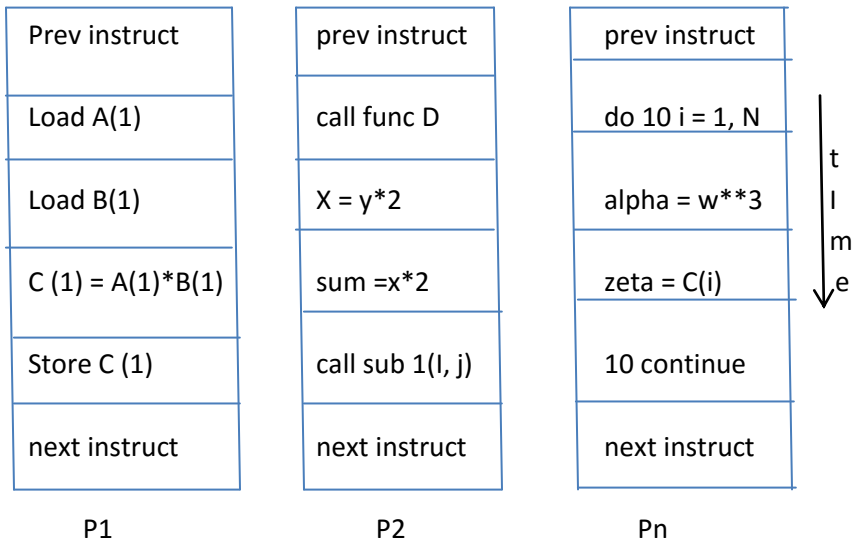 Prev instruct
Load A(1)
Load B(1)
C (1) = A(1)*B(1)
Store C (1)
next instruct
P1
prev instruct
call func D
X = y*2
sum =x*2
call sub 1(I, j)
next instruct
P2
prev instruct
do 10 i = 1, N
alpha = w**3
zeta = C(i)
10 continue
next instruct
Pn
t
I
m
e